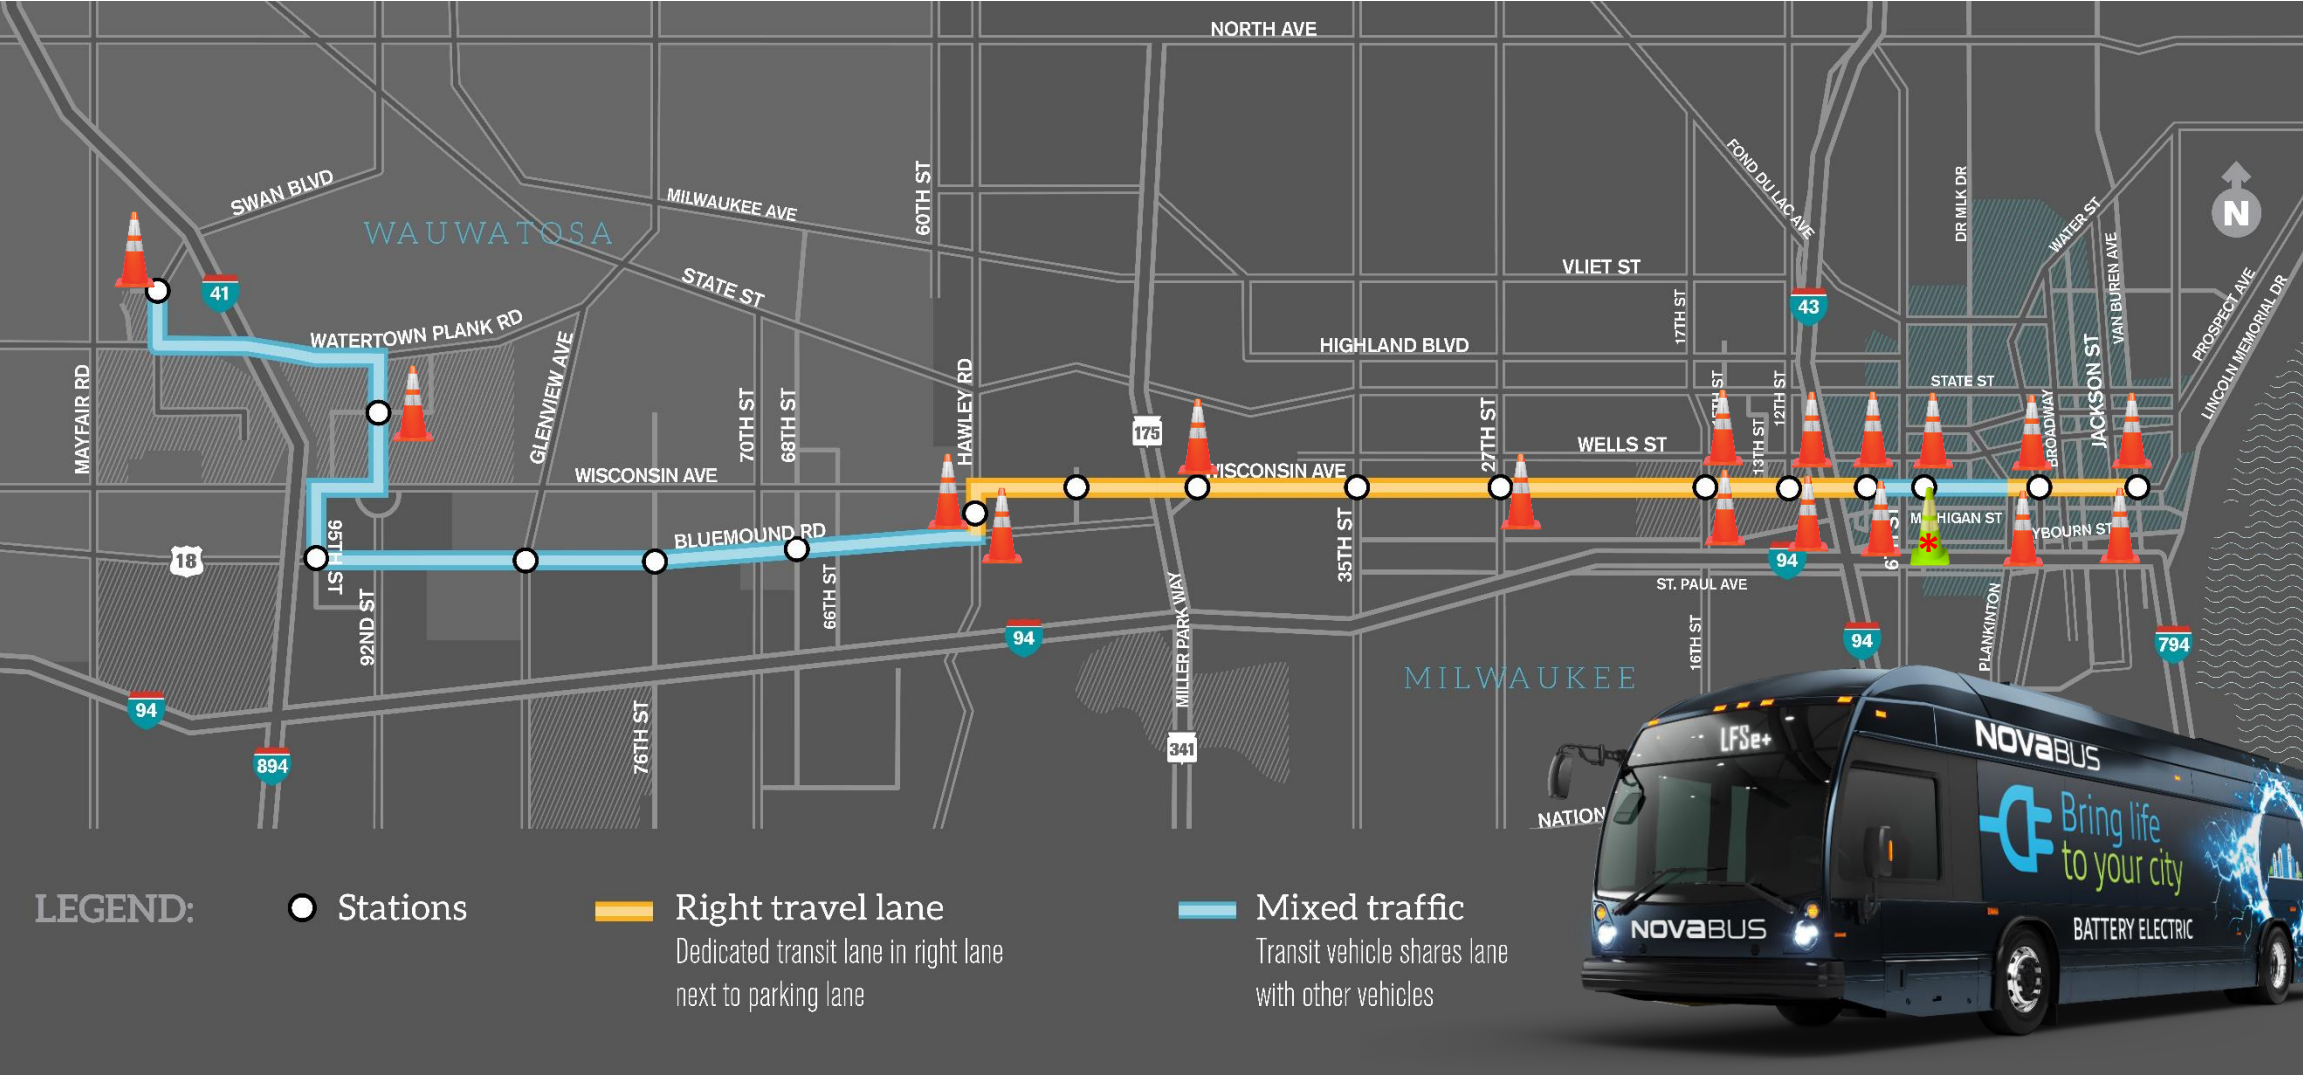 NORTH AVE
SWAN BLVD
WAUWATOSA
MILWAUKEE AVE
60TH ST
FOND DU LAC AVE
DR MLK DR
WATER ST
VAN BUREN AVE
N
PROSPECT AVE
LINCOLN MEMORIAL DR
41
STATE ST
VLIET ST
17TH ST
43
WATERTOWN PLANK RD
GLENVIEW AVE
HIGHLAND BLVD
MAYFAIR RD
70TH ST
68TH ST
HAWLEY RD
175
27TH ST
12TH ST
13TH ST
STATE ST
BROADWAY
JACKSON ST
WELLS ST
WISCONSIN AVE
ISCONSIN AVE
BLUEMOUND RD
95TH ST
18
35TH ST
HIGAN ST
YBOURN ST
94
ST. PAUL AVE
92ND ST
66TH ST
94
MILLER PARK WAY
16TH ST
94
PLANKINTON
794
MILWAUKEE
94
894
76TH ST
341
NATION
LFSe+
NOVABUS
Bring life
to your city
NOVABUS
BATTERY ELECTRIC
LEGEND:
Stations
Right travel lane
Dedicated transit lane in right lane
next to parking lane
Mixed traffic
Transit vehicle shares lane
with other vehicles